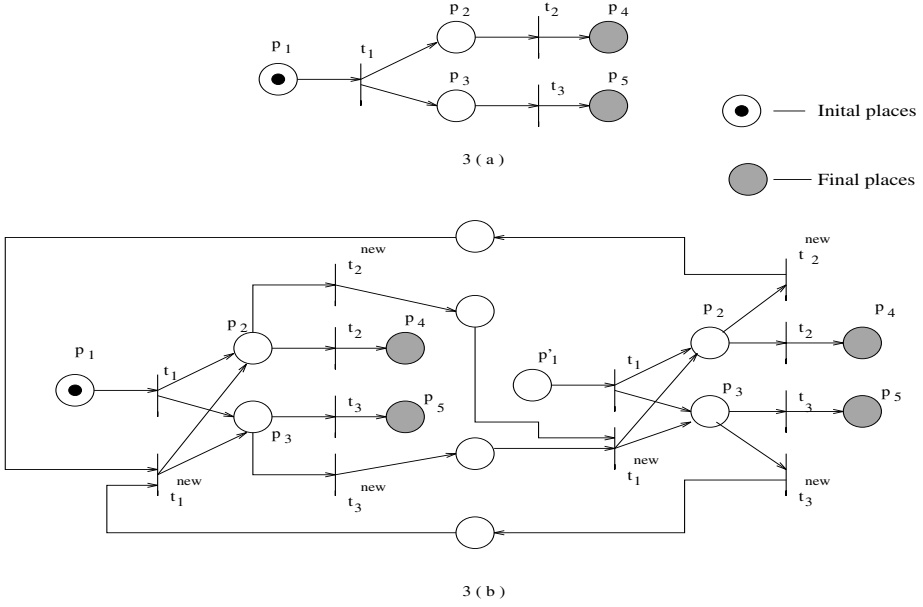 p 1
t 1
p 2
t 2
p 4
p 3
t 3
p 5
3 ( a )
Inital places
Final places
new
t 2
p 1
t 1
p 2
t 2
p 4
p 3
t 3
p 5
new
t 1
new
t 3
p' 1
t 1
new
t 1
new
t 2
p 2
t 2
p 4
p 3
t 3
p 5
new
t 3
3 ( b )